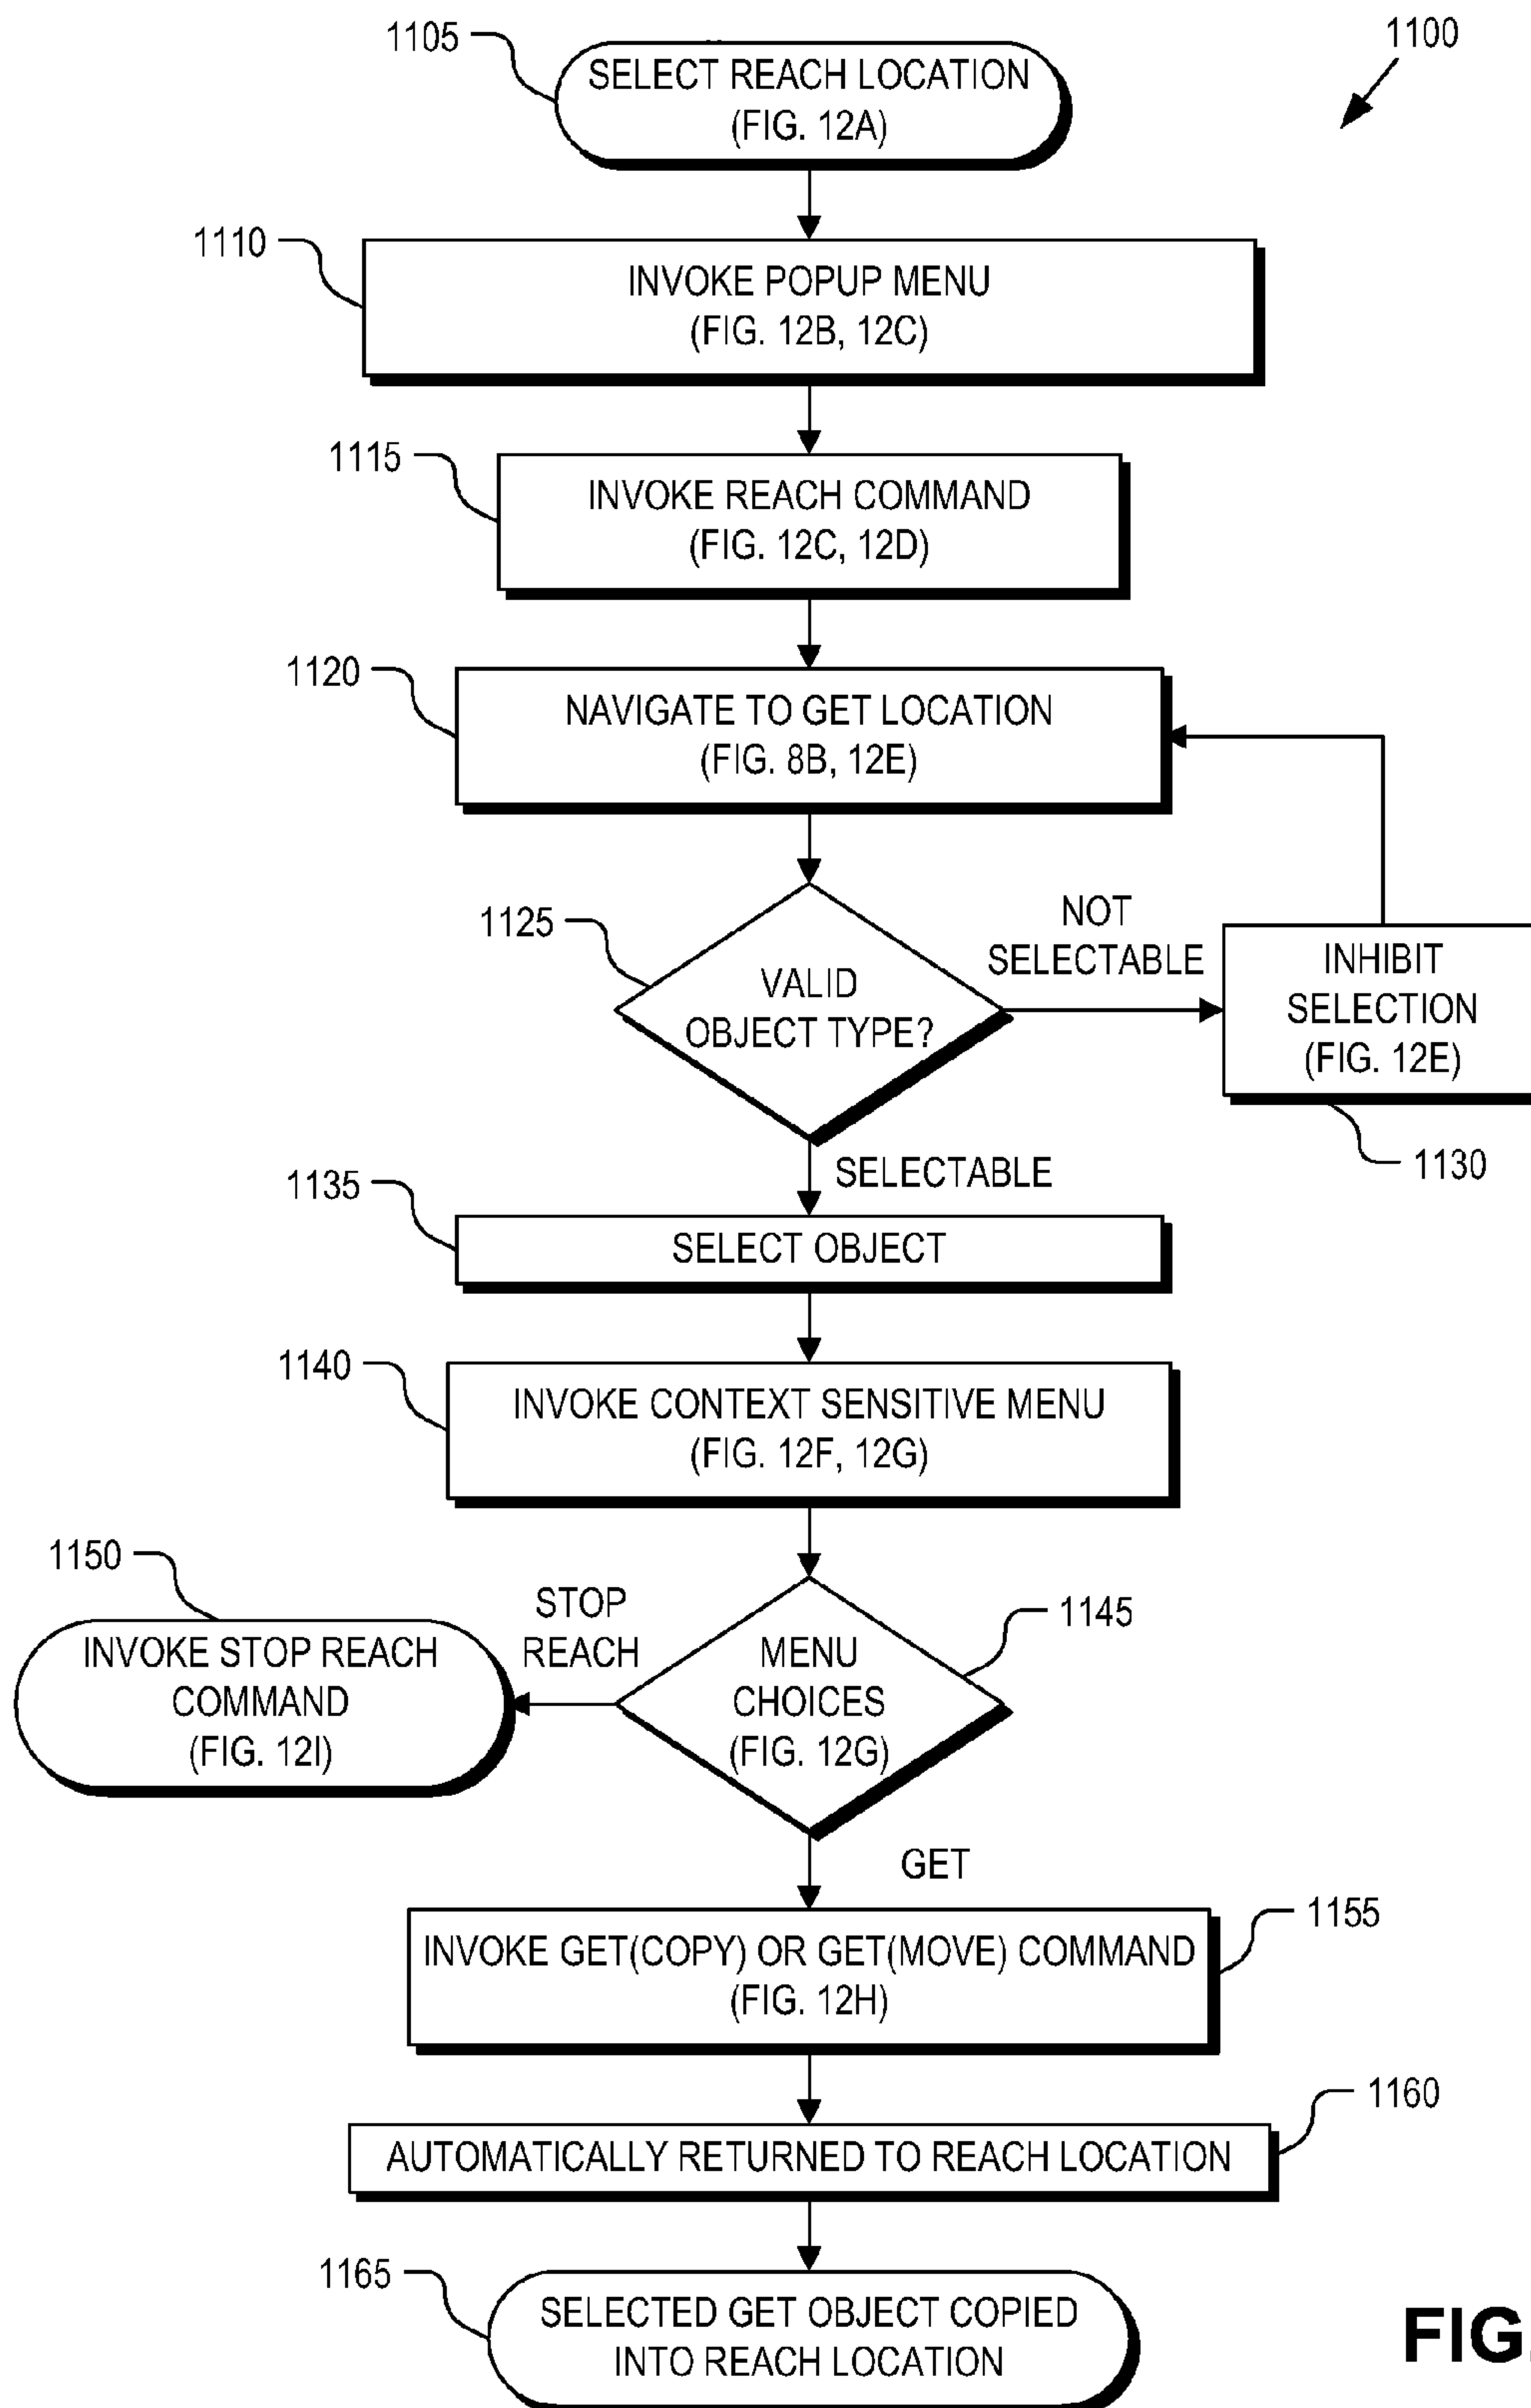 1105
SELECT REACH LOCATION
(FIG. 12A)
1100
1110
INVOKE POPUP MENU
(FIG. 12B, 12C)
1115
INVOKE REACH COMMAND
(FIG. 12C, 12D)
1120
NAVIGATE TO GET LOCATION
(FIG. 8B, 12E)
1125
VALID
OBJECT TYPE?
NOT
SELECTABLE
INHIBIT
SELECTION
(FIG. 12E)
1130
SELECTABLE
1135
SELECT OBJECT
1140
INVOKE CONTEXT SENSITIVE MENU
(FIG. 12F, 12G)
1150
INVOKE STOP REACH
COMMAND
(FIG. 12I)
STOP
REACH
MENU
CHOICES
(FIG. 12G)
1145
GET
INVOKE GET(COPY) OR GET(MOVE) COMMAND
(FIG. 12H)
1155
1160
AUTOMATICALLY RETURNED TO REACH LOCATION
1165
SELECTED GET OBJECT COPIED
INTO REACH LOCATION
FIG.